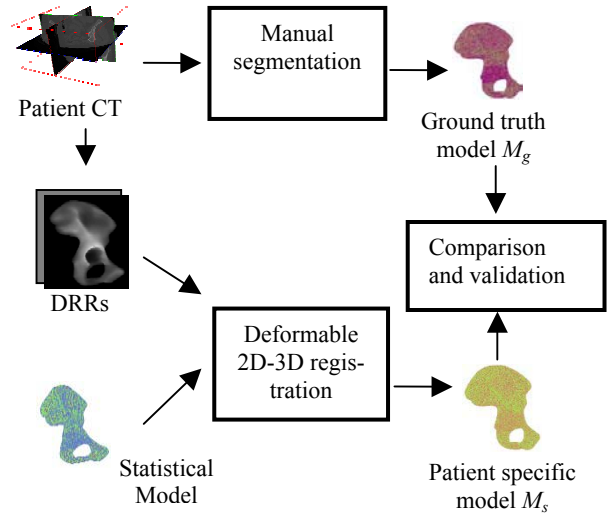 Manual
segmentation
Patient CT
Ground truth
model Mg
Comparison
and validation
DRRs
Deformable
2D-3D regis-
tration
Statistical
Model
Patient specific
model Ms